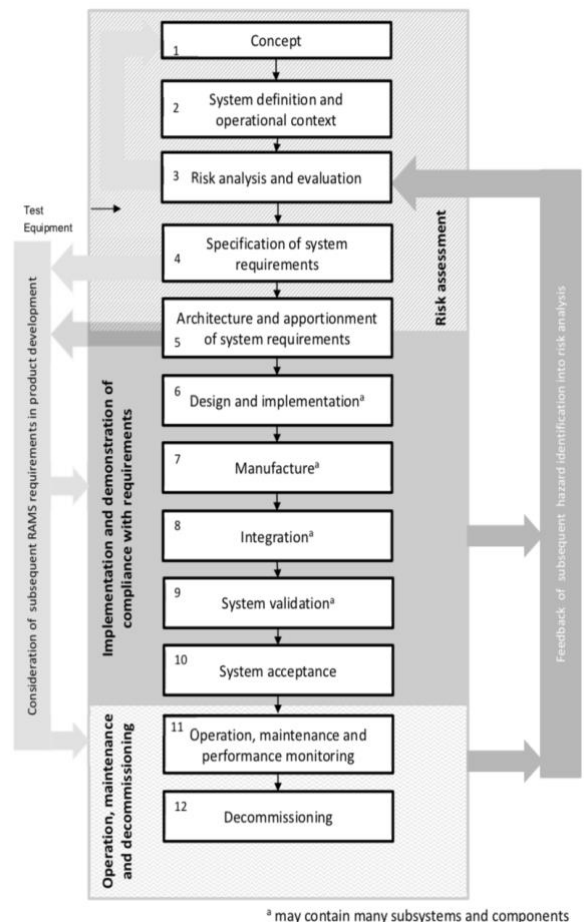 1
Concept
2
System definition and
operational context
3
Risk analysis and evaluation
Test
Equipment
4
Specification of system
requirements
Risk assessment
5
Architecture and apportionment
of system requirements
6
Design and implementationᵃ
7
Manufactureᵃ
8
Integrationᵃ
9
System validationᵃ
10
System acceptance
Implementation and demonstration of
compliance with requirements
11
Operation, maintenance and
performance monitoring
12
Decommissioning
Operation, maintenance
and decommissioning
Consideration of subsequent RAMS requirements in product development
Feedback of subsequent hazard identification into risk analysis
ᵃ may contain many subsystems and components